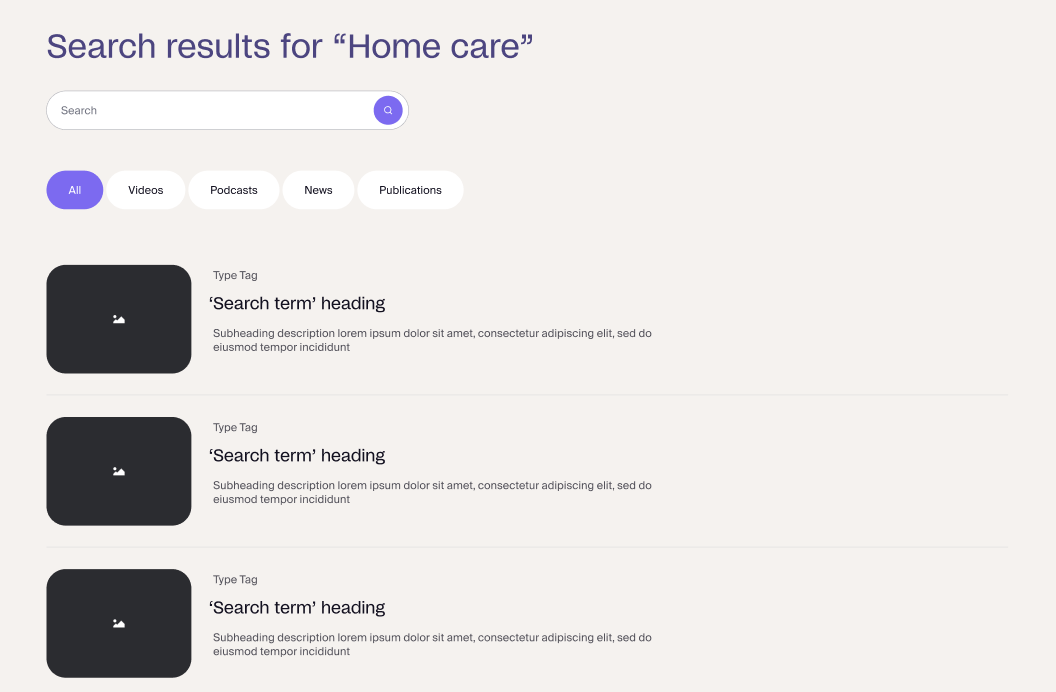 Search results for “Home care”
Search
All
Videos
Podcasts
News
Publications
Type Tag
‘Search term’ heading
Subheading description lorem ipsum dolor sit amet, consectetur adipiscing elit, sed do
eiusmod tempor incididunt
Type Tag
‘Search term’ heading
Subheading description lorem ipsum dolor sit amet, consectetur adipiscing elit, sed do
eiusmod tempor incididunt
Type Tag
‘Search term’ heading
Subheading description lorem ipsum dolor sit amet, consectetur adipiscing elit, sed do
eiusmod tempor incididunt